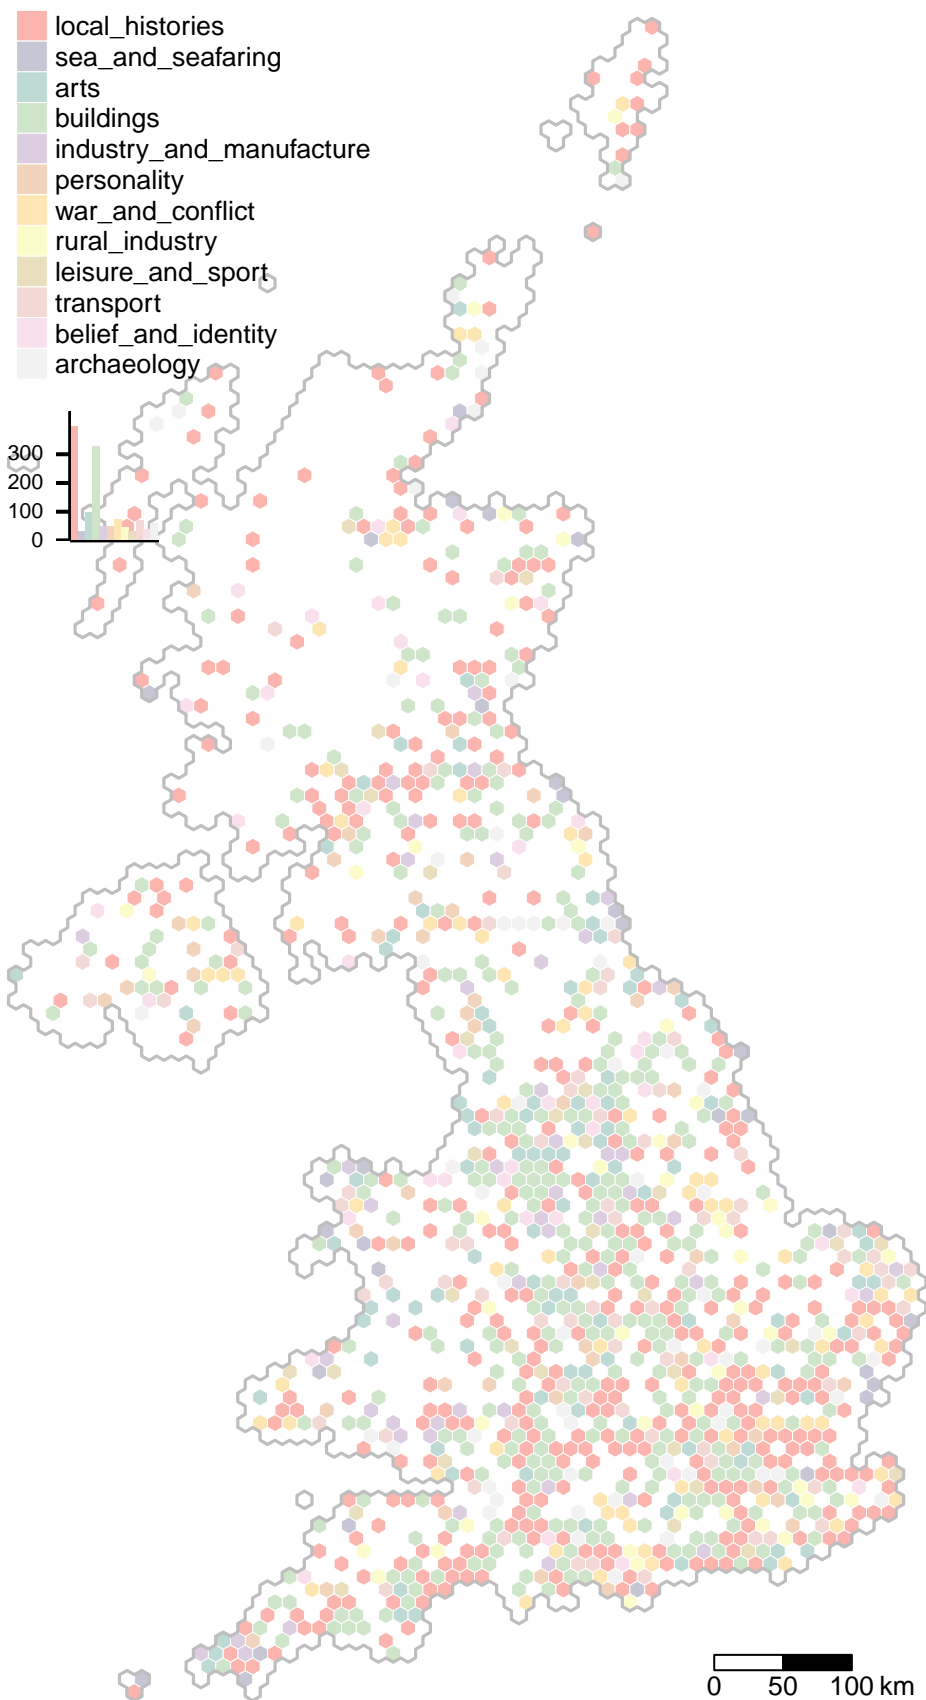 local_histories
sea_and_seafaring
arts
buildings
industry_and_manufacture
personality
war_and_conflict
rural_industry
leisure_and_sport
transport
belief_and_identity
archaeology
300
200
100
0
0 50 100 km